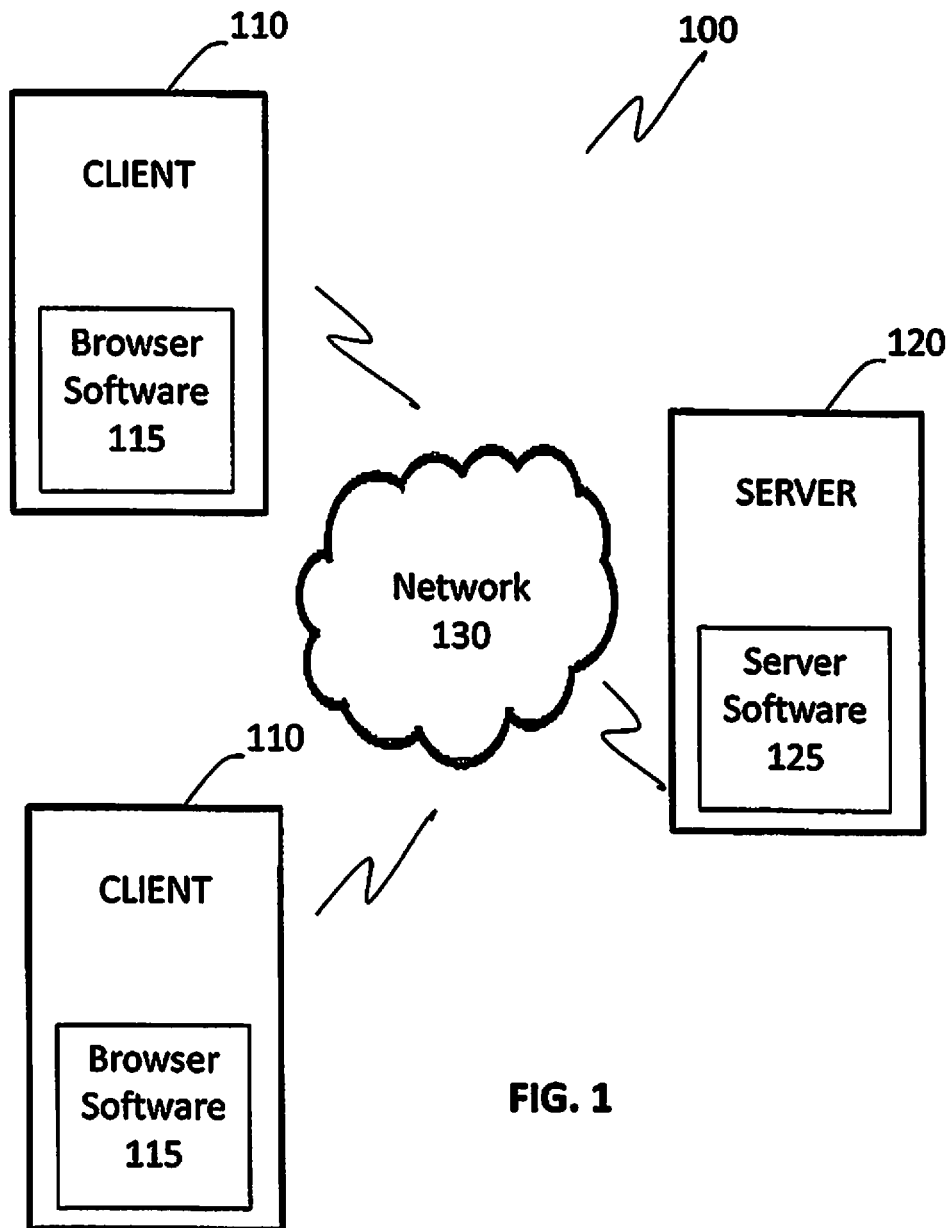 110
100
CLIENT
Browser
Software
115
120
SERVER
Network
130
Server
Software
125
110
CLIENT
Browser
Software
115
FIG. 1